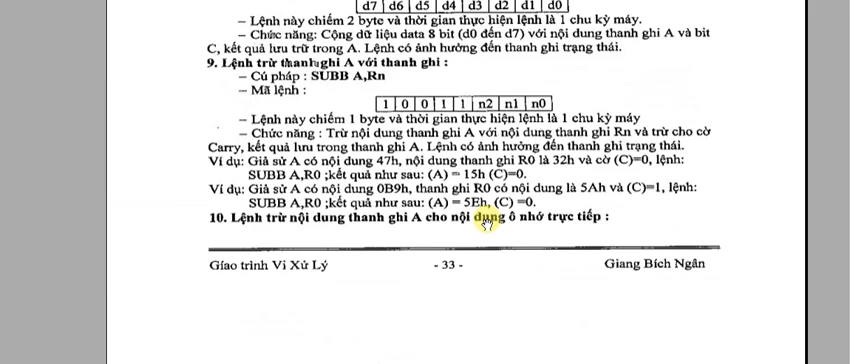 d7 d6 d5 d4 d3 d2 d1 d0
– Lệnh này chiếm 2 byte và thời gian thực hiện lệnh là 1 chu kỳ máy.
– Chức năng: Cộng dữ liệu data 8 bit (d0 đến d7) với nội dung thanh ghi A và bit
C, kết quả lưu trữ trong A. Lệnh có ảnh hưởng đến thanh ghi trạng thái.
9. Lệnh trừ thanh ghi A với thanh ghi :
– Cú pháp : SUBB A,Rn
– Mã lệnh :
1 0 0 1 1 n2 n1 n0
– Lệnh này chiếm 1 byte và thời gian thực hiện lệnh là 1 chu kỳ máy
– Chức năng : Trừ nội dung thanh ghi A với nội dung thanh ghi Rn và trừ cho cờ
Carry, kết quả lưu trong thanh ghi A. Lệnh có ảnh hưởng đến thanh ghi trạng thái.
Ví dụ: Giả sử A có nội dung 47h, nội dung thanh ghi R0 là 32h và cờ (C)=0, lệnh:
SUBB A,R0 ;kết quả như sau: (A) = 15h (C)=0.
Ví dụ: Giả sử A có nội dung 0B9h, thanh ghi R0 có nội dung là 5Ah và (C)=1, lệnh:
SUBB A,R0 ;kết quả như sau: (A) = 5Eh, (C) =0.
10. Lệnh trừ nội dung thanh ghi A cho nội dung ô nhớ trực tiếp :
Giáo trình Vi Xử Lý - 33 - Giang Bích Ngân